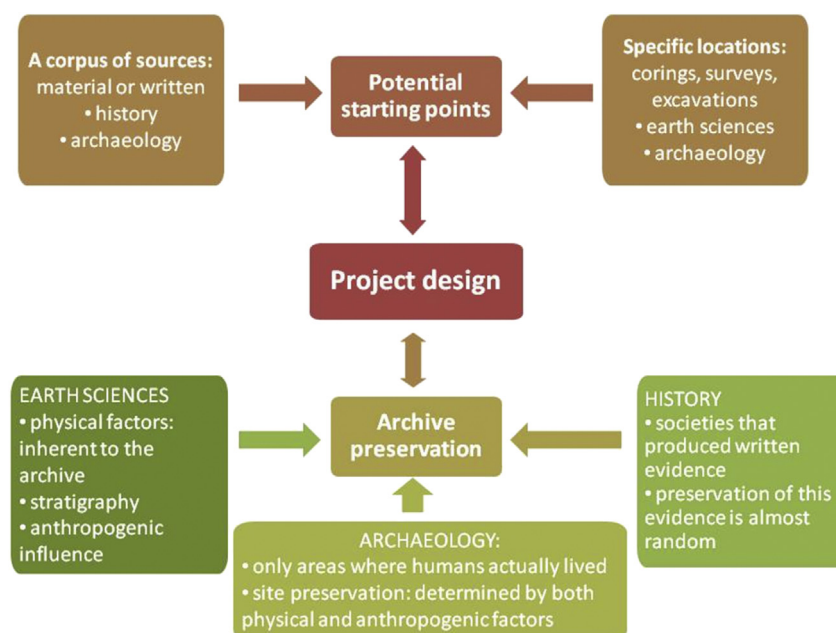 A corpus of sources:
material or written
• history
• archaeology
Potential
starting points
Specific locations:
corings, surveys,
excavations
• earth sciences
• archaeology
Project design
EARTH SCIENCES
• physical factors:
inherent to the
archive
• stratigraphy
• anthropogenic
influence
Archive
preservation
HISTORY
• societies that
produced written
evidence
• preservation of this
evidence is almost
random
ARCHAEOLOGY:
• only areas where humans actually lived
• site preservation: determined by both
physical and anthropogenic factors